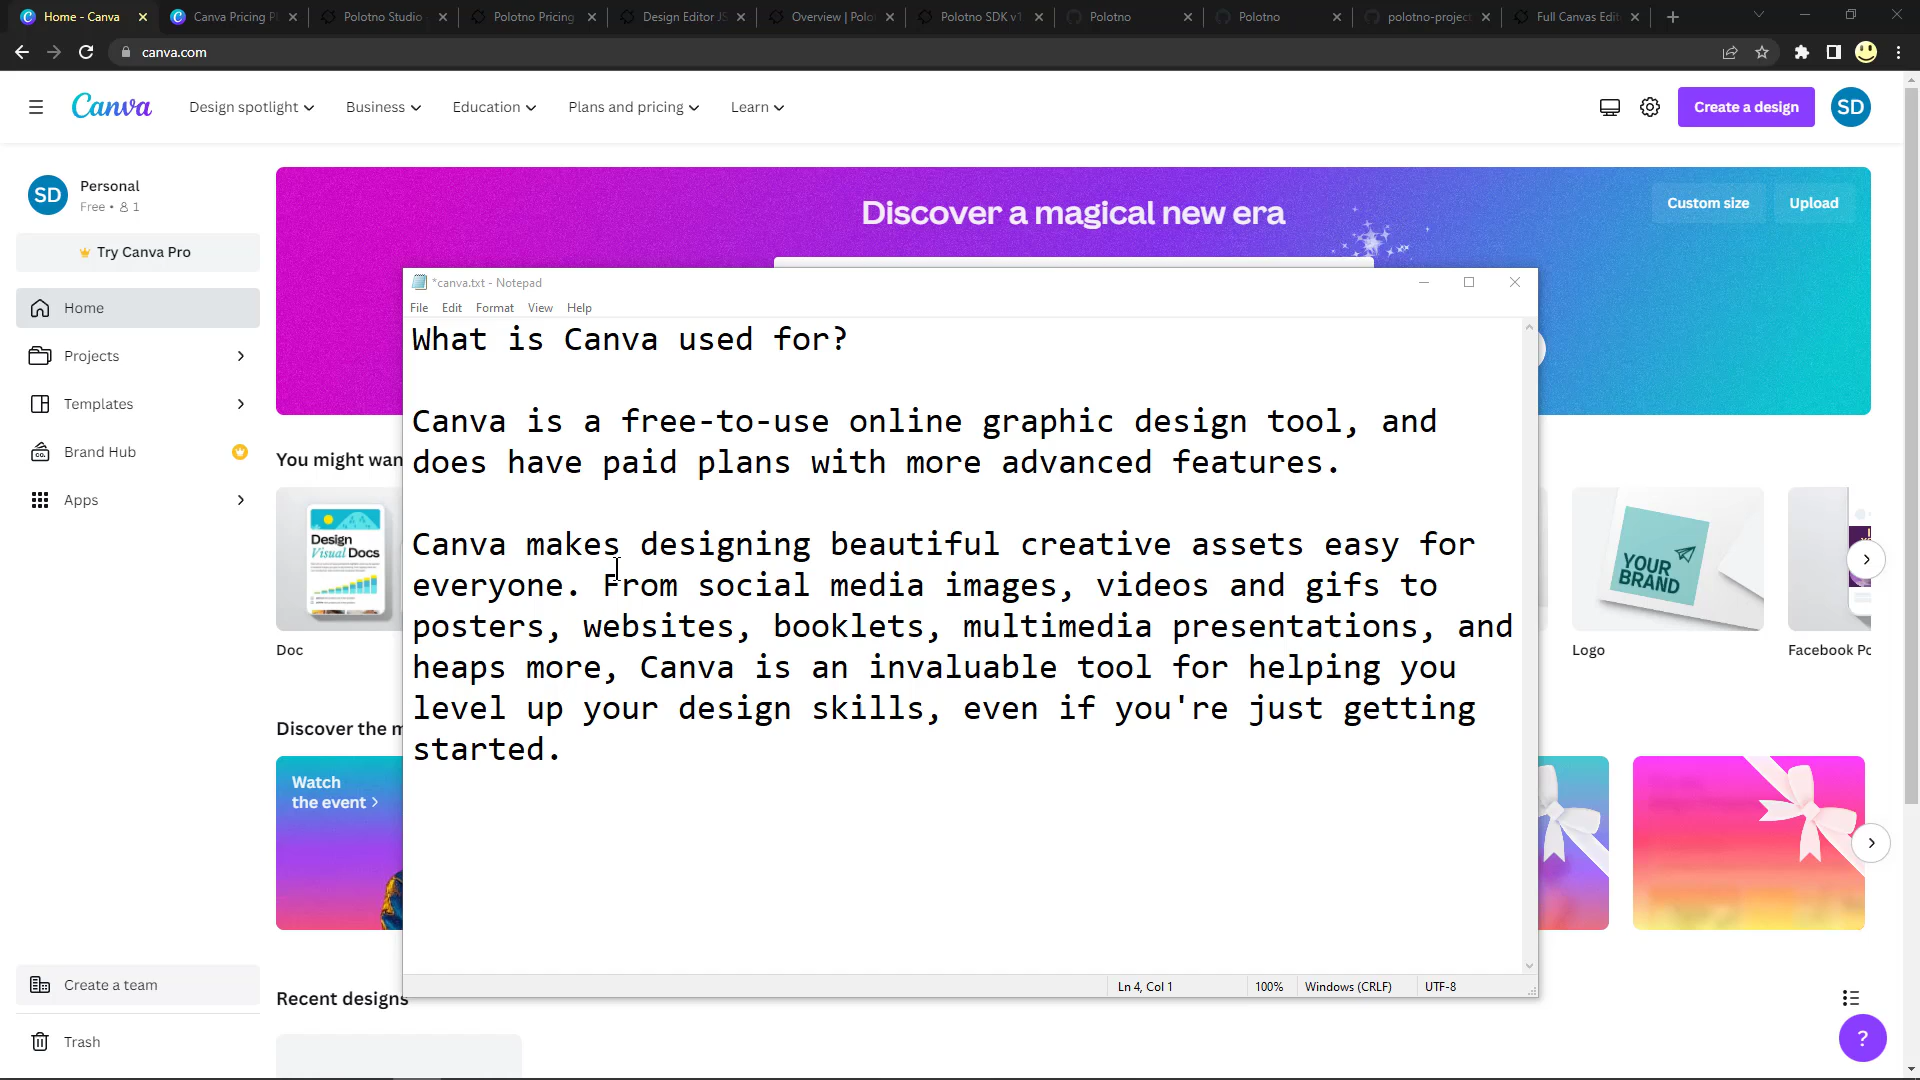 Home - Canva
Canva Pricing P
Polotno Studio
Polotno Pricing
Design Editor JS
Overview | Polo
Polotno SDK v1
Polotno
Polotno
polotno-project
Full Canvas Edit
canva.com
Canva
Design spotlight
Business
Education
Plans and pricing
Learn
Create a design
SD
SD
Personal
Free • 1
Try Canva Pro
Home
Projects
Templates
Brand Hub
Apps
Create a team
Trash
Discover a magical new era
Custom size
Upload
You might wan
Design
Visual Docs
Doc
YOUR
BRAND
Logo
Facebook Po
Discover the m
Watch
the event >
Recent designs
*canva.txt - Notepad
File Edit Format View Help
What is Canva used for?
Canva is a free-to-use online graphic design tool, and
does have paid plans with more advanced features.
Canva makes designing beautiful creative assets easy for
everyone. From social media images, videos and gifs to
posters, websites, booklets, multimedia presentations, and
heaps more, Canva is an invaluable tool for helping you
level up your design skills, even if you're just getting
started.
Ln 4, Col 1
100%
Windows (CRLF)
UTF-8
?